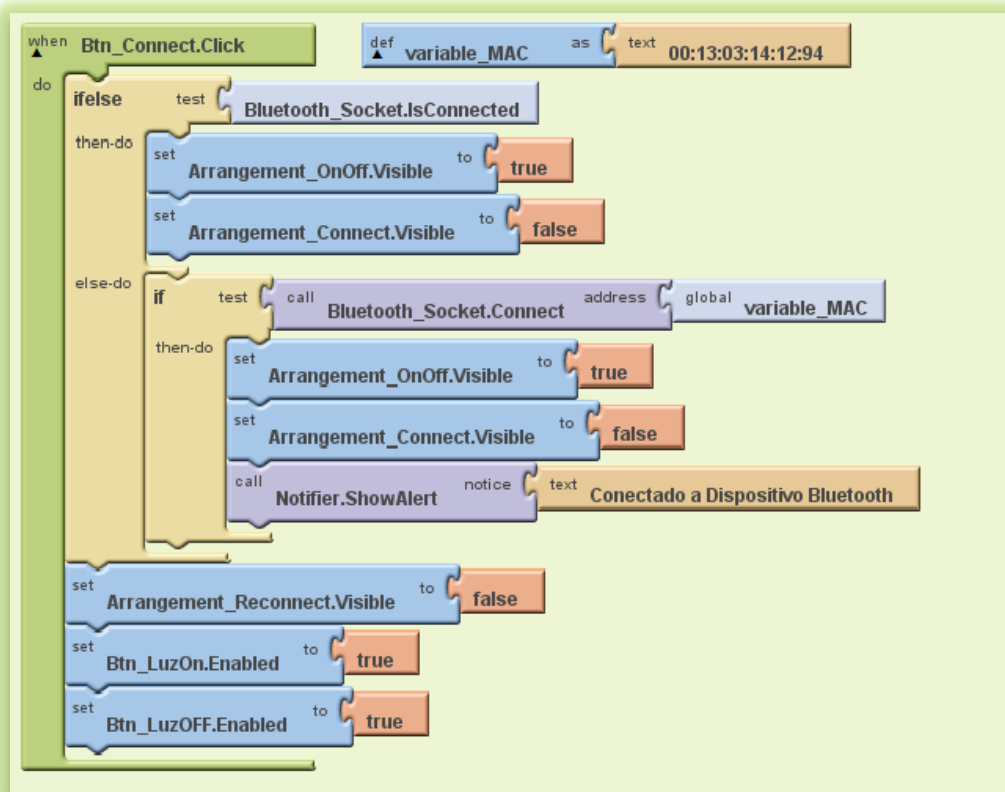 when Btn_Connect.Click
def variable_MAC as text 00:13:03:14:12:94
do
ifelse test Bluetooth_Socket.IsConnected
then-do
set Arrangement_OnOff.Visible to true
set Arrangement_Connect.Visible to false
else-do
if test call Bluetooth_Socket.Connect address global variable_MAC
then-do
set Arrangement_OnOff.Visible to true
set Arrangement_Connect.Visible to false
call Notifier.ShowAlert notice text Conectado a Dispositivo Bluetooth
set Arrangement_Reconnect.Visible to false
set Btn_LuzOn.Enabled to true
set Btn_LuzOFF.Enabled to true